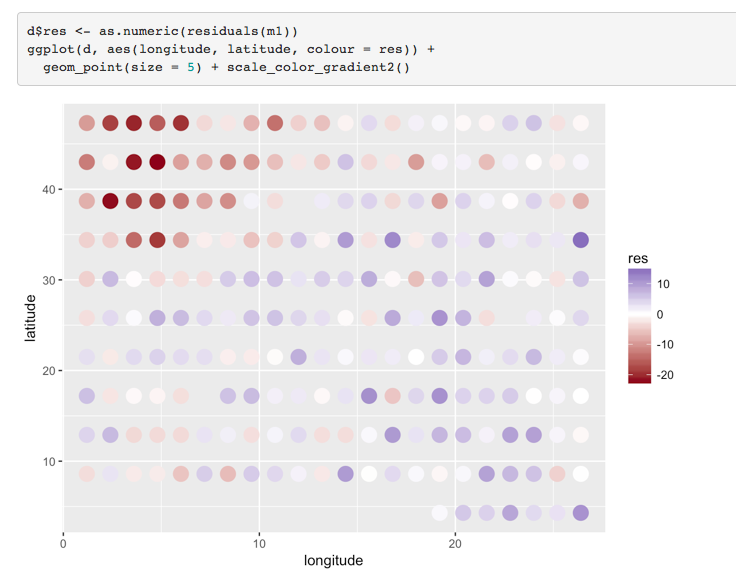 d$res <- as.numeric(residuals(m1))
ggplot(d, aes(longitude, latitude, colour = res)) +
  geom_point(size = 5) + scale_color_gradient2()
res
10
0
-10
-20
40
30
20
10
latitude
0
10
20
longitude